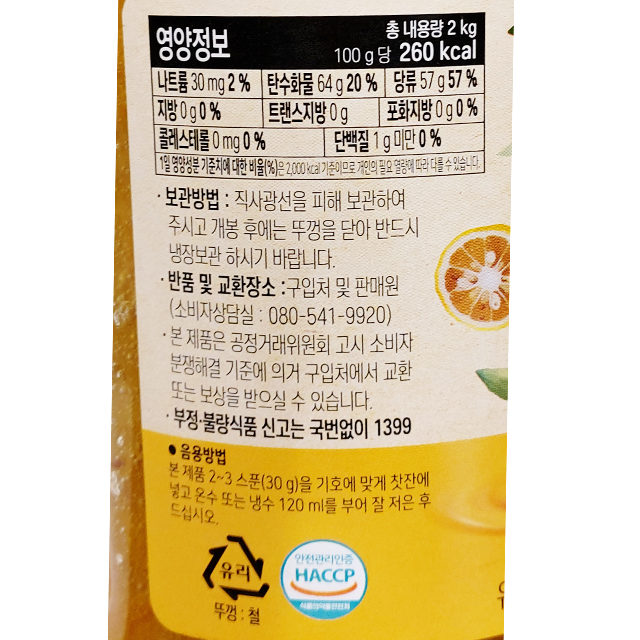 영양정보
총 내용량 2 kg
100 g 당 260 kcal
나트륨 30 mg 2 % 탄수화물 64 g 20 % 당류 57 g 57 %
지방 0 g 0 % 트랜스지방 0 g 포화지방 0 g 0 %
콜레스테롤 0 mg 0 % 단백질 1 g 미만 0 %
1일 영양성분 기준치에 대한 비율(%)은 2,000 kcal 기준이므로 개인의 필요 열량에 따라 다를 수 있습니다.
· 보관방법 : 직사광선을 피해 보관하여
주시고 개봉 후에는 뚜껑을 닫아 반드시
냉장보관 하시기 바랍니다.
· 반품 및 교환장소 : 구입처 및 판매원
(소비자상담실 : 080-541-9920)
· 본 제품은 공정거래위원회 고시 소비자
분쟁해결 기준에 의거 구입처에서 교환
또는 보상을 받으실 수 있습니다.
· 부정·불량식품 신고는 국번없이 1399
● 음용방법
본 제품 2~3 스푼(30 g)을 기호에 맞게 찻잔에
넣고 온수 또는 냉수 120 ml를 부어 잘 저은 후
드십시오.
유리
뚜껑 : 철
안전관리인증
HACCP
식품의약품안전처